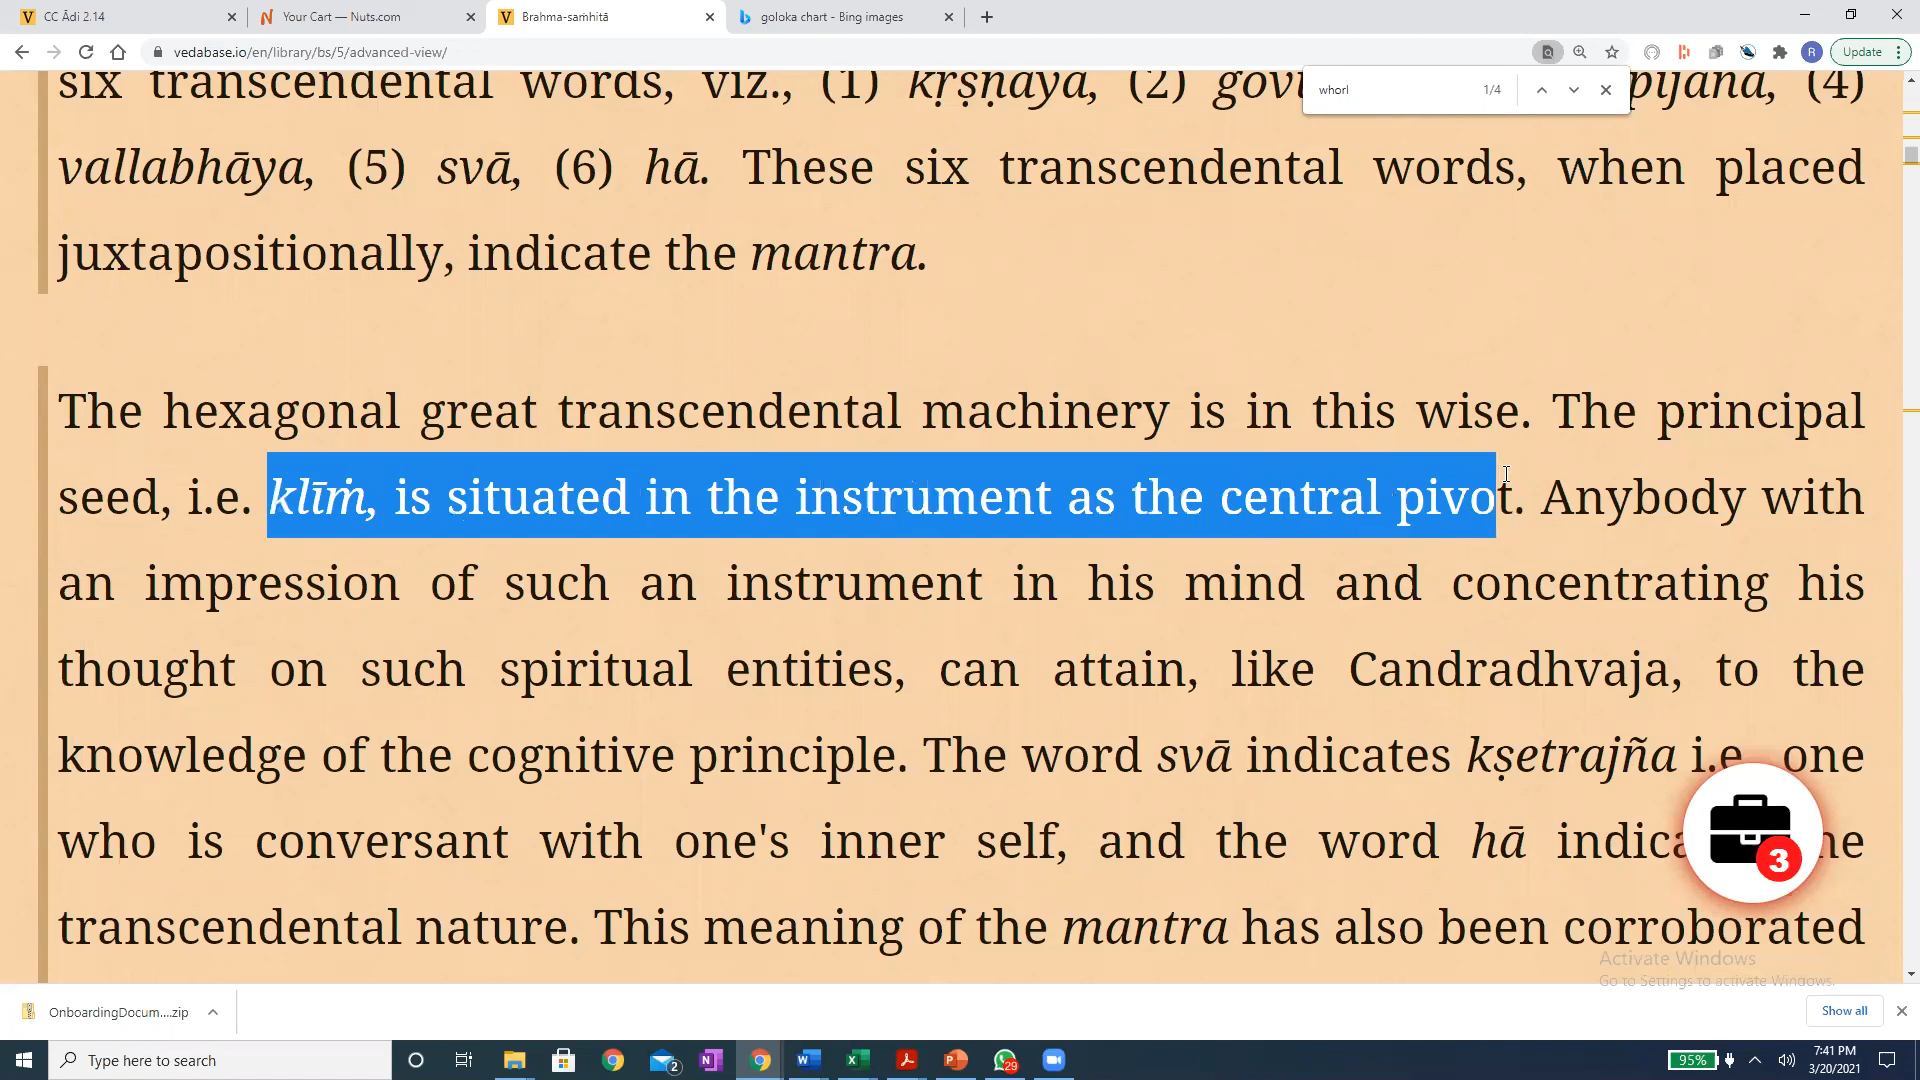 CC Ādi 2.14
Your Cart — Nuts.com
Brahma-saṁhitā
goloka chart - Bing images
vedabase.io/en/library/bs/5/advanced-view/
R
Update
whorl 1/4
six transcendental words, viz., (1) kṛṣṇāya, (2) (4)
vallabhāya, (5) svā, (6) hā. These six transcendental words, when placed
juxtapositionally, indicate the mantra.
The hexagonal great transcendental machinery is in this wise. The principal
seed, i.e. klīṁ, is situated in the instrument as the central pivot. Anybody with
an impression of such an instrument in his mind and concentrating his
thought on such spiritual entities, can attain, like Candradhvaja, to the
knowledge of the cognitive principle. The word svā indicates kṣetrajña i.e. one
who is conversant with one's inner self, and the word hā
transcendental nature. This meaning of the mantra has also been corroborated
3
Activate Windows
Go to Settings to activate Windows.
OnboardingDocum....zip
Show all
Type here to search
2
29
95%
7:41 PM
3/20/2021